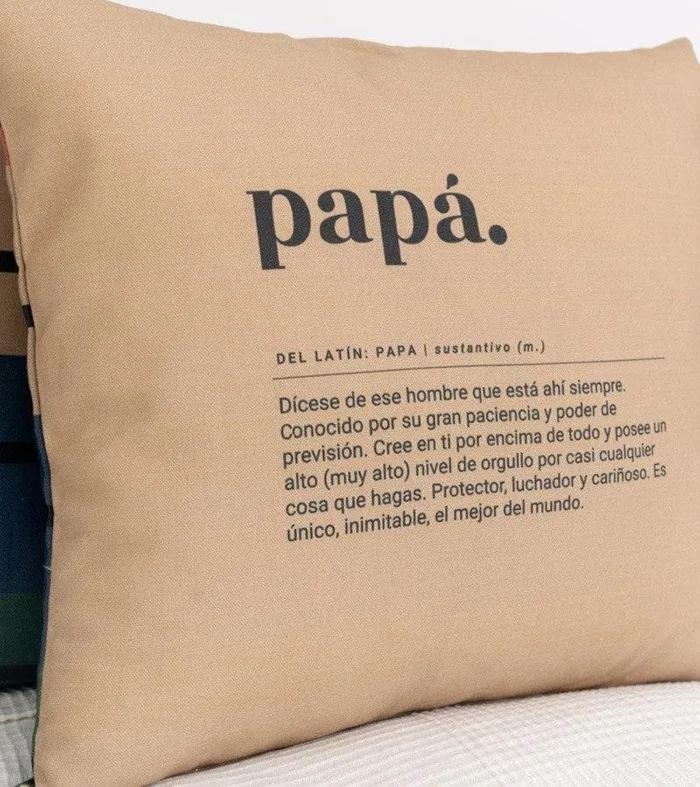 papá.
DEL LATÍN: PAPA | sustantivo (m.)
Dícese de ese hombre que está ahí siempre.
Conocido por su gran paciencia y poder de
previsión. Cree en ti por encima de todo y posee un
alto (muy alto) nivel de orgullo por casi cualquier
cosa que hagas. Protector, luchador y cariñoso. Es
único, inimitable, el mejor del mundo.